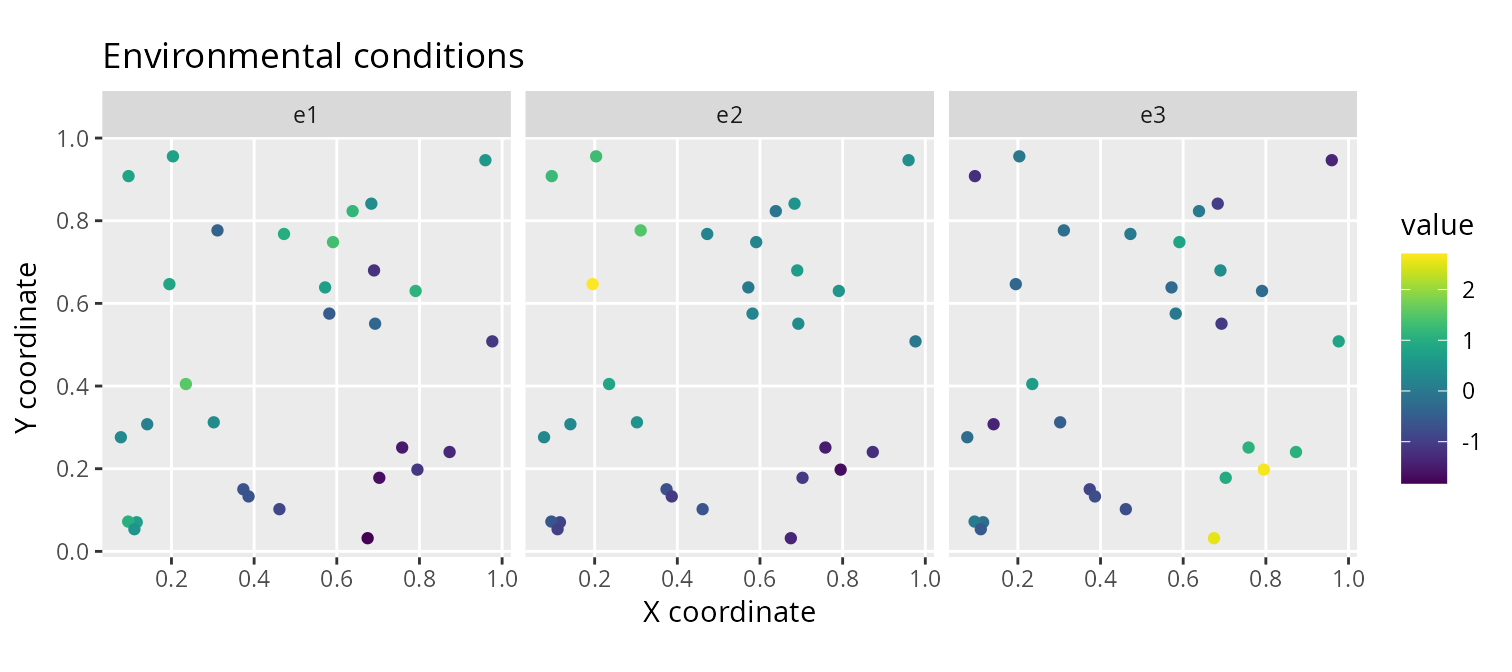 Environmental conditions
e1 e2 e3
1.0
0.8
0.6
0.4
0.2
0.0
Y coordinate
0.2 0.4 0.6 0.8 1.0 0.2 0.4 0.6 0.8 1.0 0.2 0.4 0.6 0.8 1.0
X coordinate
value
2
1
0
-1